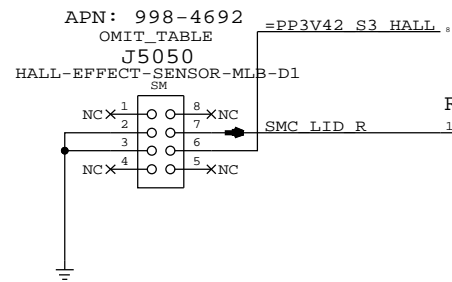 APN: 998-4692
OMIT_TABLE
J5050
HALL-EFFECT-SENSOR-MLB-D1
SM
=PP3V42_S3_HALL 8
NC 1 8 NC
2 7 SMC_LID_R 1
3 6
NC 4 5 NC
R